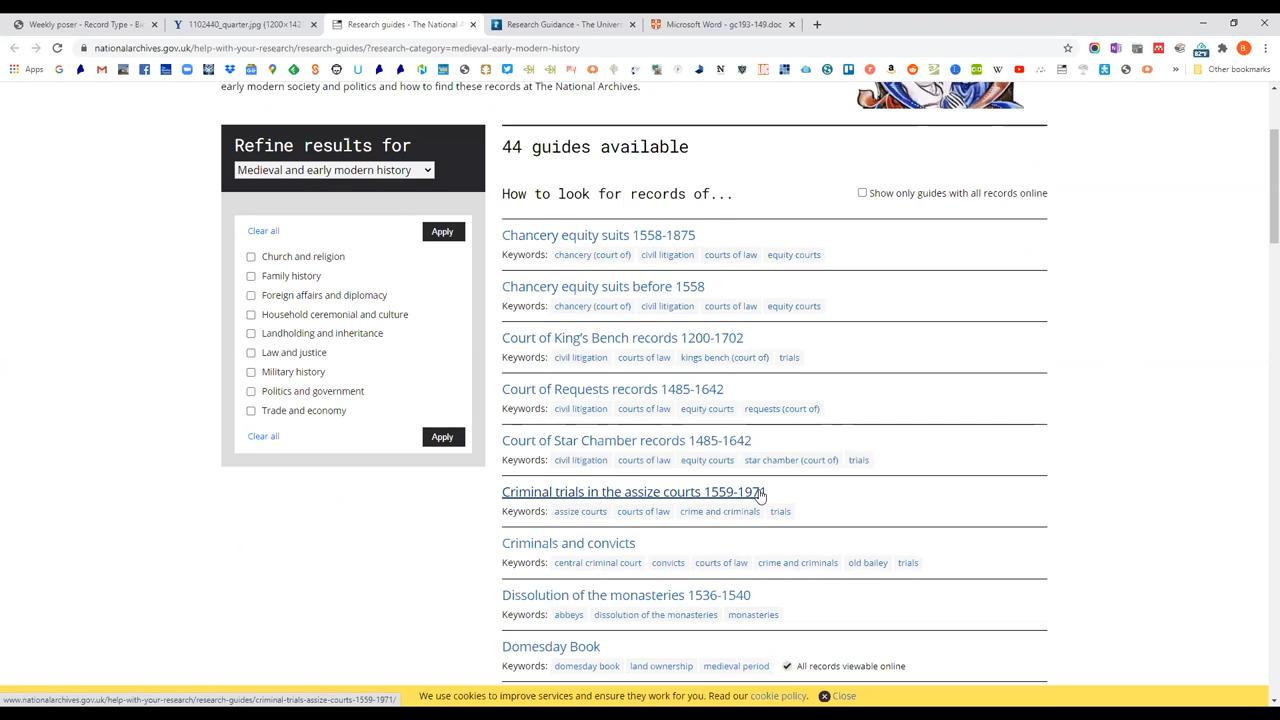 Weekly poser - Record Type - Bi
1102440_quarter.jpg (1200×142
Research guides - The National A
Research Guidance - The Univers
Microsoft Word - gc193-149.doc
nationalarchives.gov.uk/help-with-your-research/research-guides/?research-category=medieval-early-modern-history
Apps
Other bookmarks
early modern society and politics and how to find these records at The National Archives.
Refine results for
Medieval and early modern history
Clear all
Apply
Church and religion
Family history
Foreign affairs and diplomacy
Household ceremonial and culture
Landholding and inheritance
Law and justice
Military history
Politics and government
Trade and economy
Clear all
Apply
44 guides available
How to look for records of...
Show only guides with all records online
Chancery equity suits 1558-1875
Keywords: chancery (court of) civil litigation courts of law equity courts
Chancery equity suits before 1558
Keywords: chancery (court of) civil litigation courts of law equity courts
Court of King's Bench records 1200-1702
Keywords: civil litigation courts of law kings bench (court of) trials
Court of Requests records 1485-1642
Keywords: civil litigation courts of law equity courts requests (court of)
Court of Star Chamber records 1485-1642
Keywords: civil litigation courts of law equity courts star chamber (court of) trials
Criminal trials in the assize courts 1559-1971
Keywords: assize courts courts of law crime and criminals trials
Criminals and convicts
Keywords: central criminal court convicts courts of law crime and criminals old bailey trials
Dissolution of the monasteries 1536-1540
Keywords: abbeys dissolution of the monasteries monasteries
Domesday Book
Keywords: domesday book land ownership medieval period All records viewable online
www.nationalarchives.gov.uk/help-with-your-research/research-guides/criminal-trials-assize-courts-1559-1971/
We use cookies to improve services and ensure they work for you. Read our cookie policy. Close